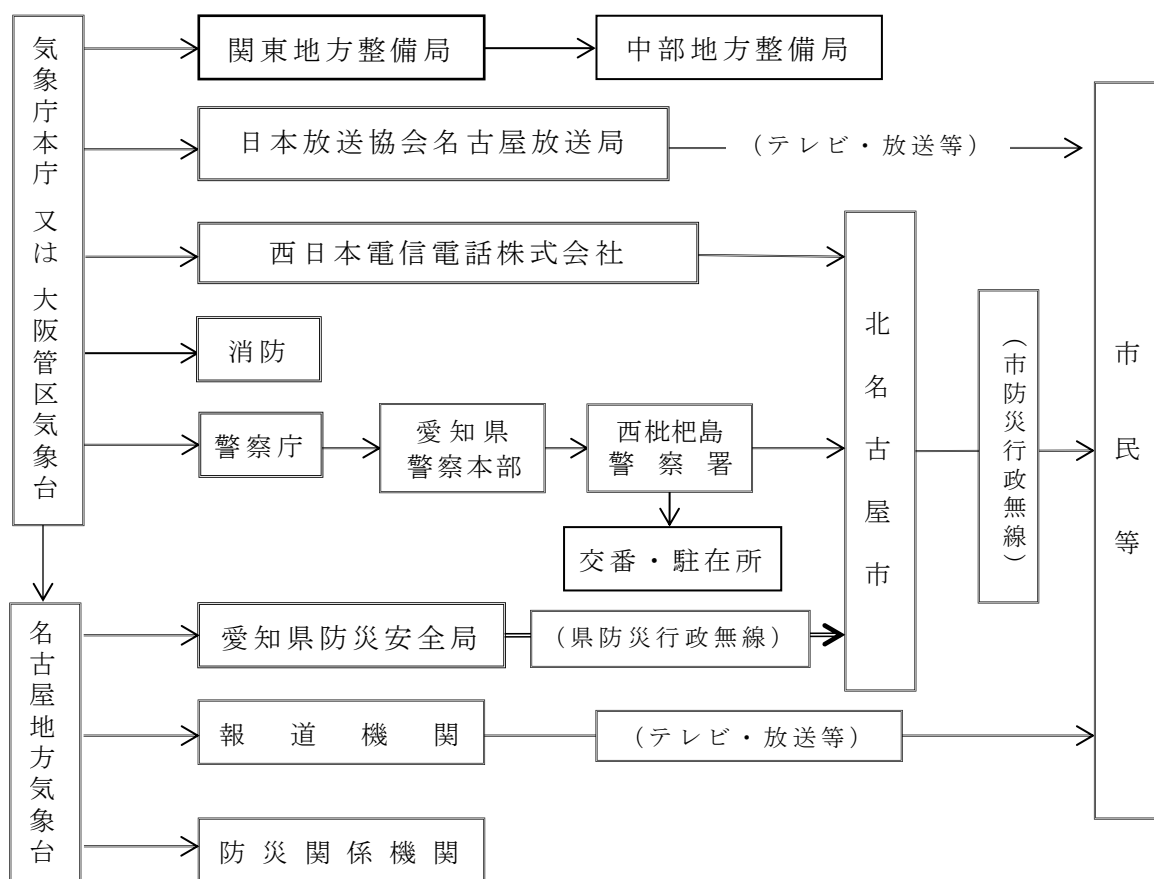 気象庁本庁 又は 大阪管区気象台
関東地方整備局
中部地方整備局
日本放送協会名古屋放送局
（テレビ・放送等）
西日本電信電話株式会社
消防
警察庁
愛知県
警察本部
西枇杷島
警察署
交番・駐在所
北名古屋市
（市防災行政無線）
市民等
名古屋地方気象台
愛知県防災安全局
（県防災行政無線）
報道機関
（テレビ・放送等）
防災関係機関